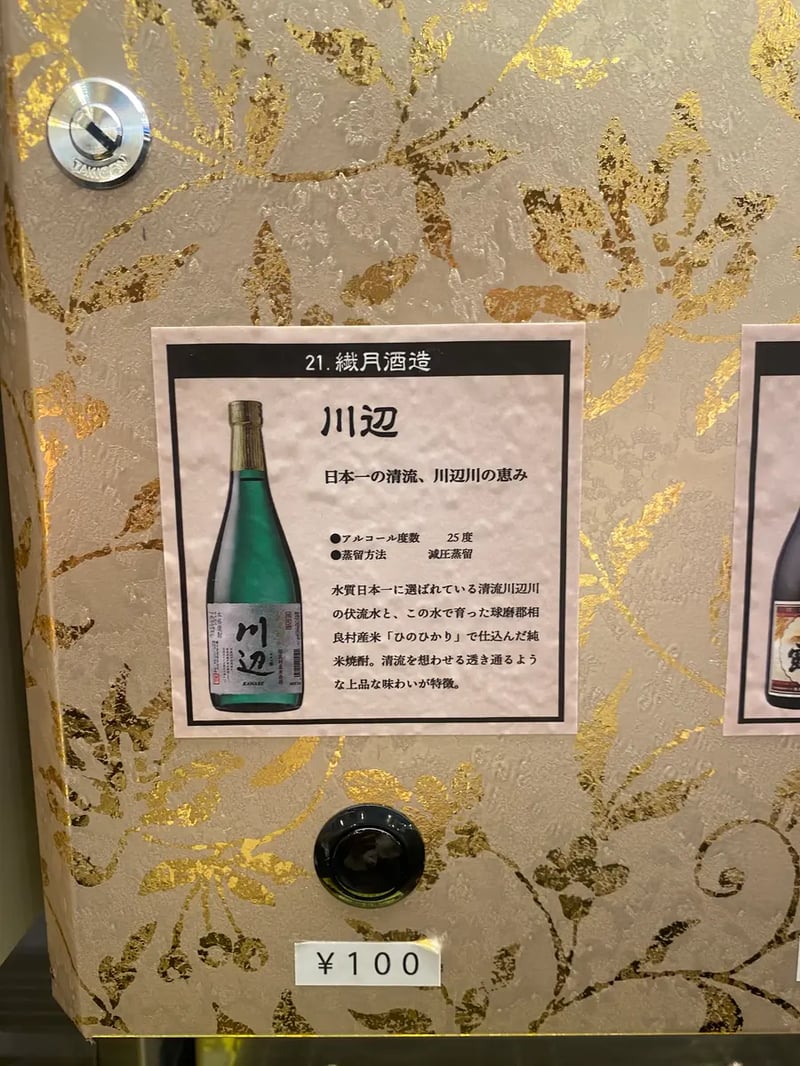 TAKIGEN
21.繊月酒造
川辺
日本一の清流、川辺川の恵み
●アルコール度数 25度
●蒸留方法 減圧蒸留
水質日本一に選ばれている清流川辺川
の伏流水と、この水で育った球磨郡相
良村産米「ひのひかり」で仕込んだ純
米焼酎。清流を想わせる透き通るよう
な上品な味わいが特徴。
川辺
KAWABE
¥100